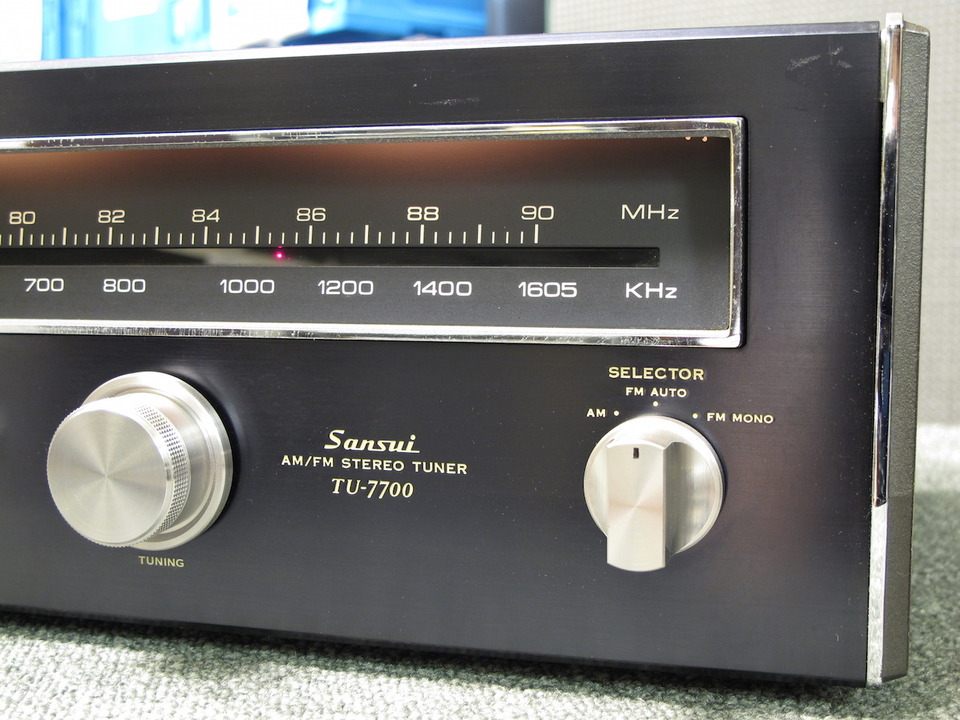 80 82 84 86 88 90 MHz
700 800 1000 1200 1400 1605 KHz
SELECTOR
FM AUTO
AM • • • FM MONO
Sansui
AM/FM STEREO TUNER
TU-7700
TUNING